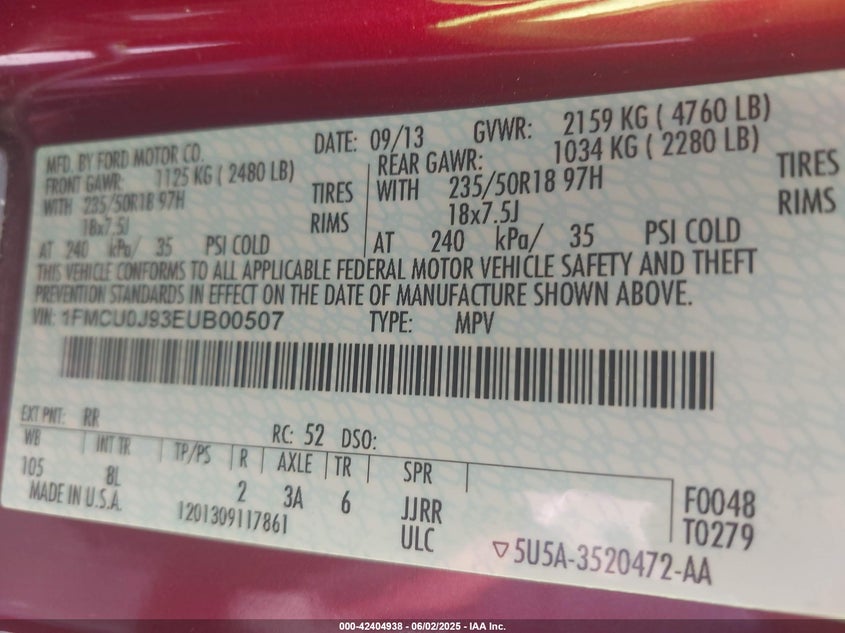 MFD. BY FORD MOTOR CO. DATE: 09/13 GVWR: 2159 KG ( 4760 LB)
FRONT GAWR: 1125 KG ( 2480 LB) REAR GAWR: 1034 KG ( 2280 LB)
WITH 235/50R18 97H TIRES WITH 235/50R18 97H TIRES
18x7.5J RIMS 18x7.5J RIMS
AT 240 kPa/ 35 PSI COLD AT 240 kPa/ 35 PSI COLD
THIS VEHICLE CONFORMS TO ALL APPLICABLE FEDERAL MOTOR VEHICLE SAFETY AND THEFT
PREVENTION STANDARDS IN EFFECT ON THE DATE OF MANUFACTURE SHOWN ABOVE.
VIN: 1FMCU0J93EUB00507 TYPE: MPV
EXT PNT: RR RC: 52 DSO:
WB INT TR TP/PS R AXLE TR SPR
105 8L 2 3A 6 JJRR F0048
MADE IN U.S.A. 1201309117861 ULC T0279
▽5U5A-3520472-AA
000-42404938 - 06/02/2025 - IAA Inc.